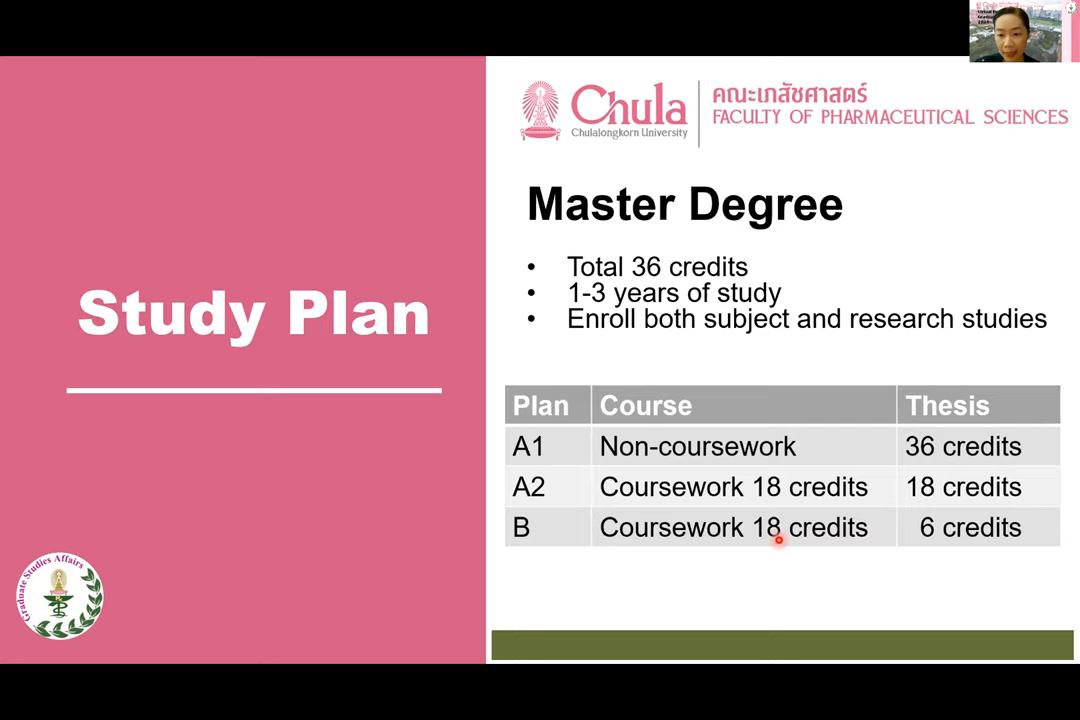 Chula
Chulalongkorn University
คณะเภสัชศาสตร์
FACULTY OF PHARMACEUTICAL SCIENCES
Study Plan
Graduate Studies Affairs
Master Degree
• Total 36 credits
• 1-3 years of study
• Enroll both subject and research studies
Plan Course Thesis
A1 Non-coursework 36 credits
A2 Coursework 18 credits 18 credits
B Coursework 18 credits 6 credits